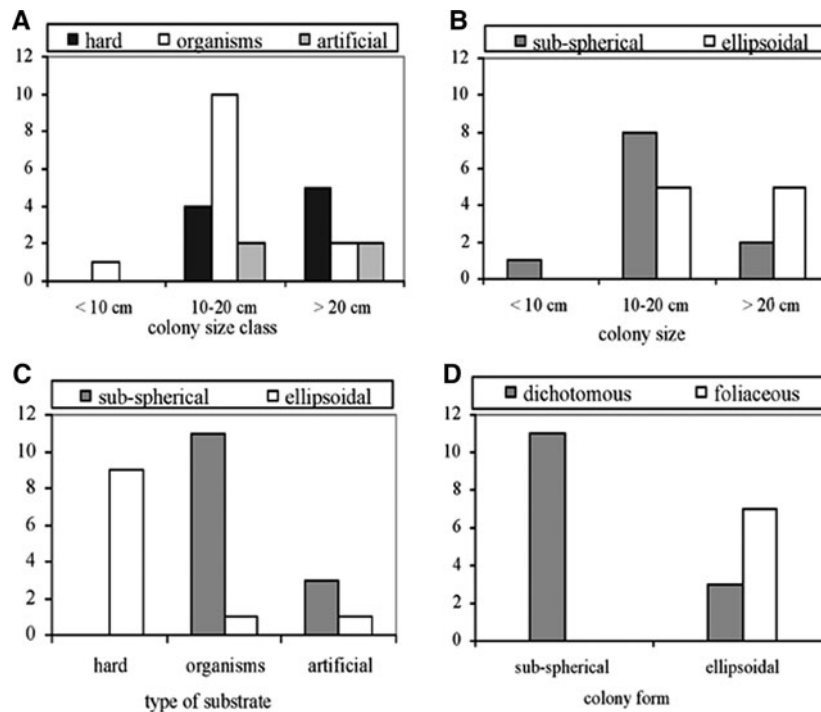 A
hard organisms artificial
12
10
8
6
4
2
0
< 10 cm 10-20 cm > 20 cm
colony size class
B
sub-spherical ellipsoidal
12
10
8
6
4
2
0
< 10 cm 10-20 cm > 20 cm
colony size
C
sub-spherical ellipsoidal
12
10
8
6
4
2
0
hard organisms artificial
type of substrate
D
dichotomous foliaceous
12
10
8
6
4
2
0
sub-spherical ellipsoidal
colony form